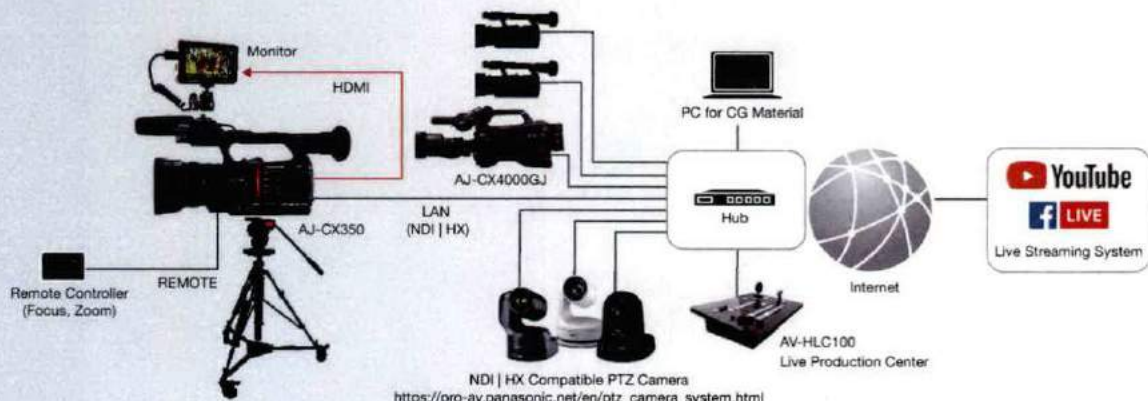 Monitor
HDMI
AJ-CX350
REMOTE
Remote Controller
(Focus, Zoom)
AJ-CX4000GJ
LAN
(NDI | HX)
PC for CG Material
Hub
Internet
YouTube
f LIVE
Live Streaming System
AV-HLC100
Live Production Center
NDI | HX Compatible PTZ Camera
https://pro-av.panasonic.net/en/ptz_camera_system.html